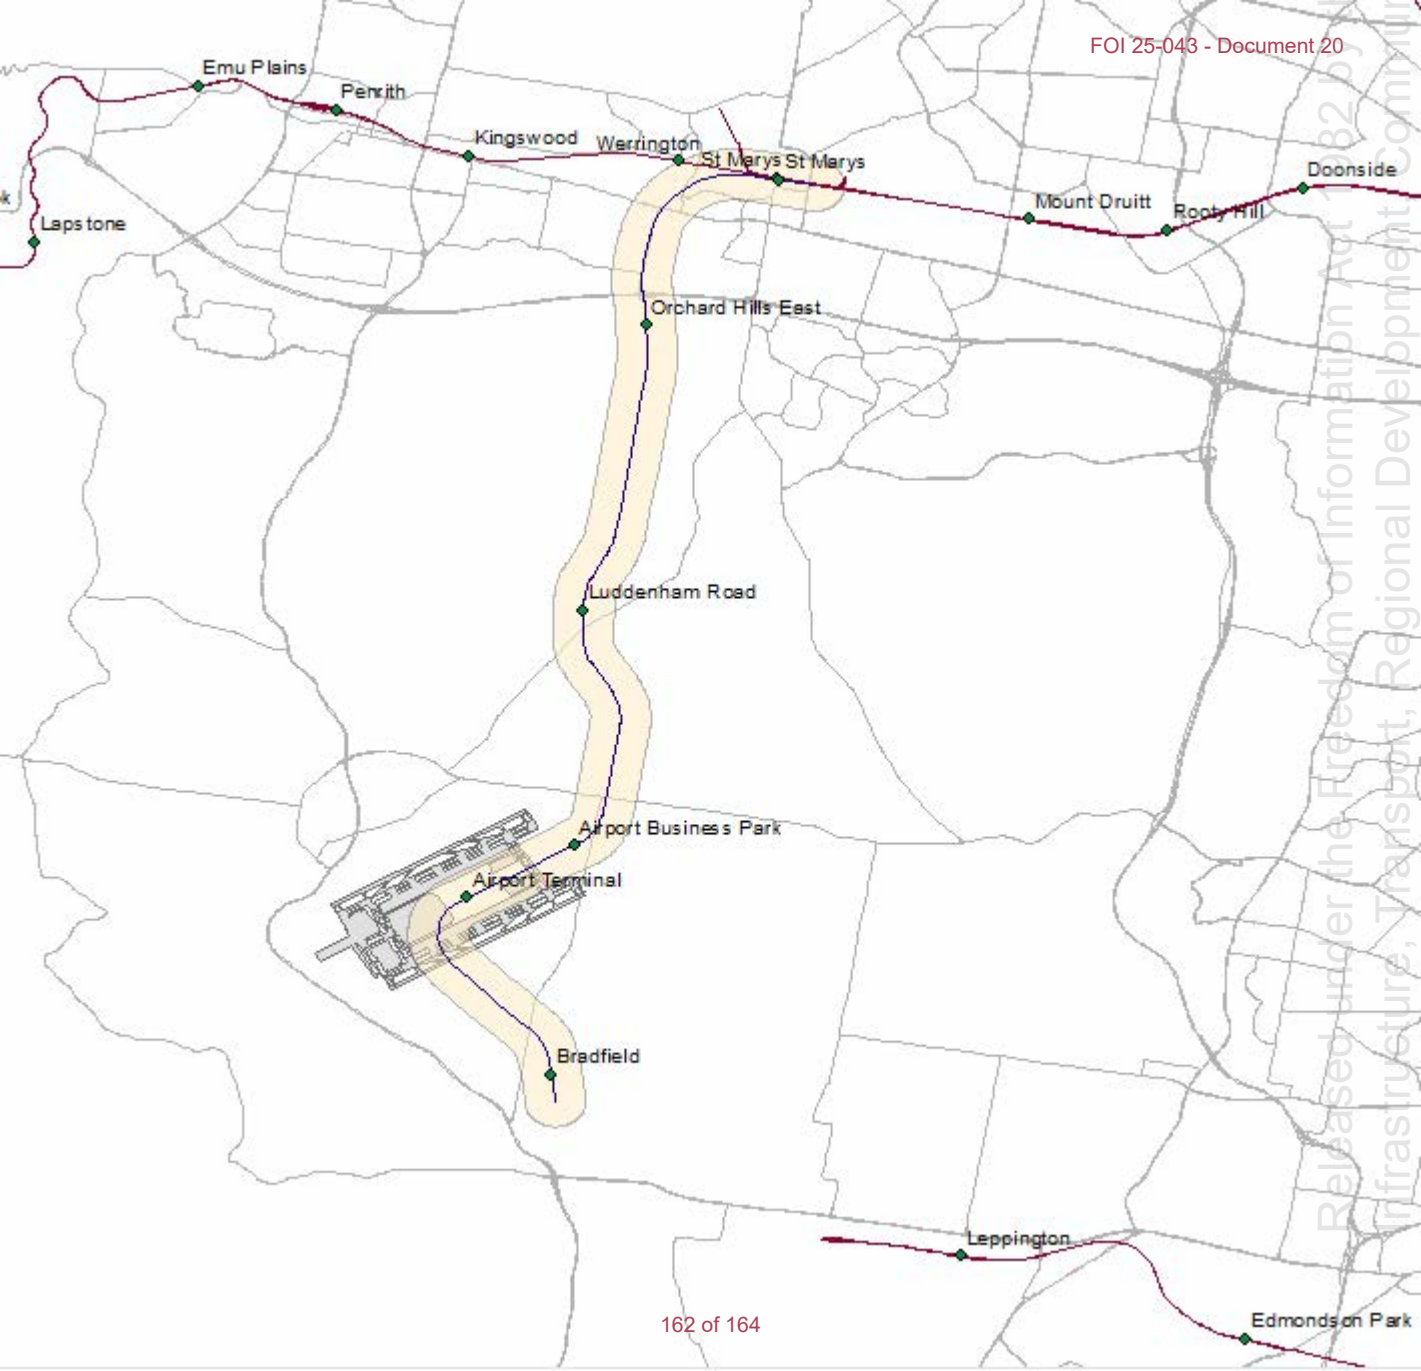 FOI 25-043 - Document 20
Emu Plains
Penrith
Kingswood
Werrington
St Marys
St Marys
Doonside
Mount Druitt
Rooty Hill
k
Lapstone
Orchard Hills East
Luddenham Road
Airport Business Park
Airport Terminal
Bradfield
Leppington
Edmondson Park
162 of 164
Released under the Freedom of Information Act 1982 by th
Infrastructure, Transport, Regional Development, Commun